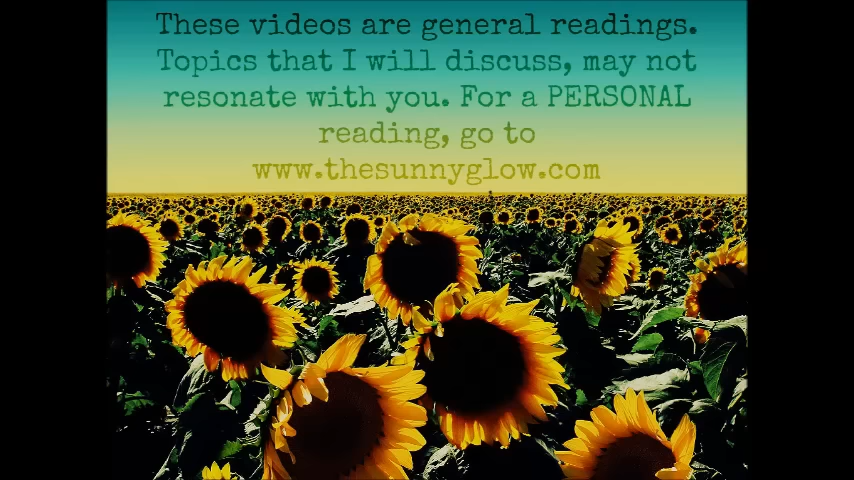 These videos are general readings.
Topics that I will discuss, may not
resonate with you. For a PERSONAL
reading, go to
www.thesunnyglow.com